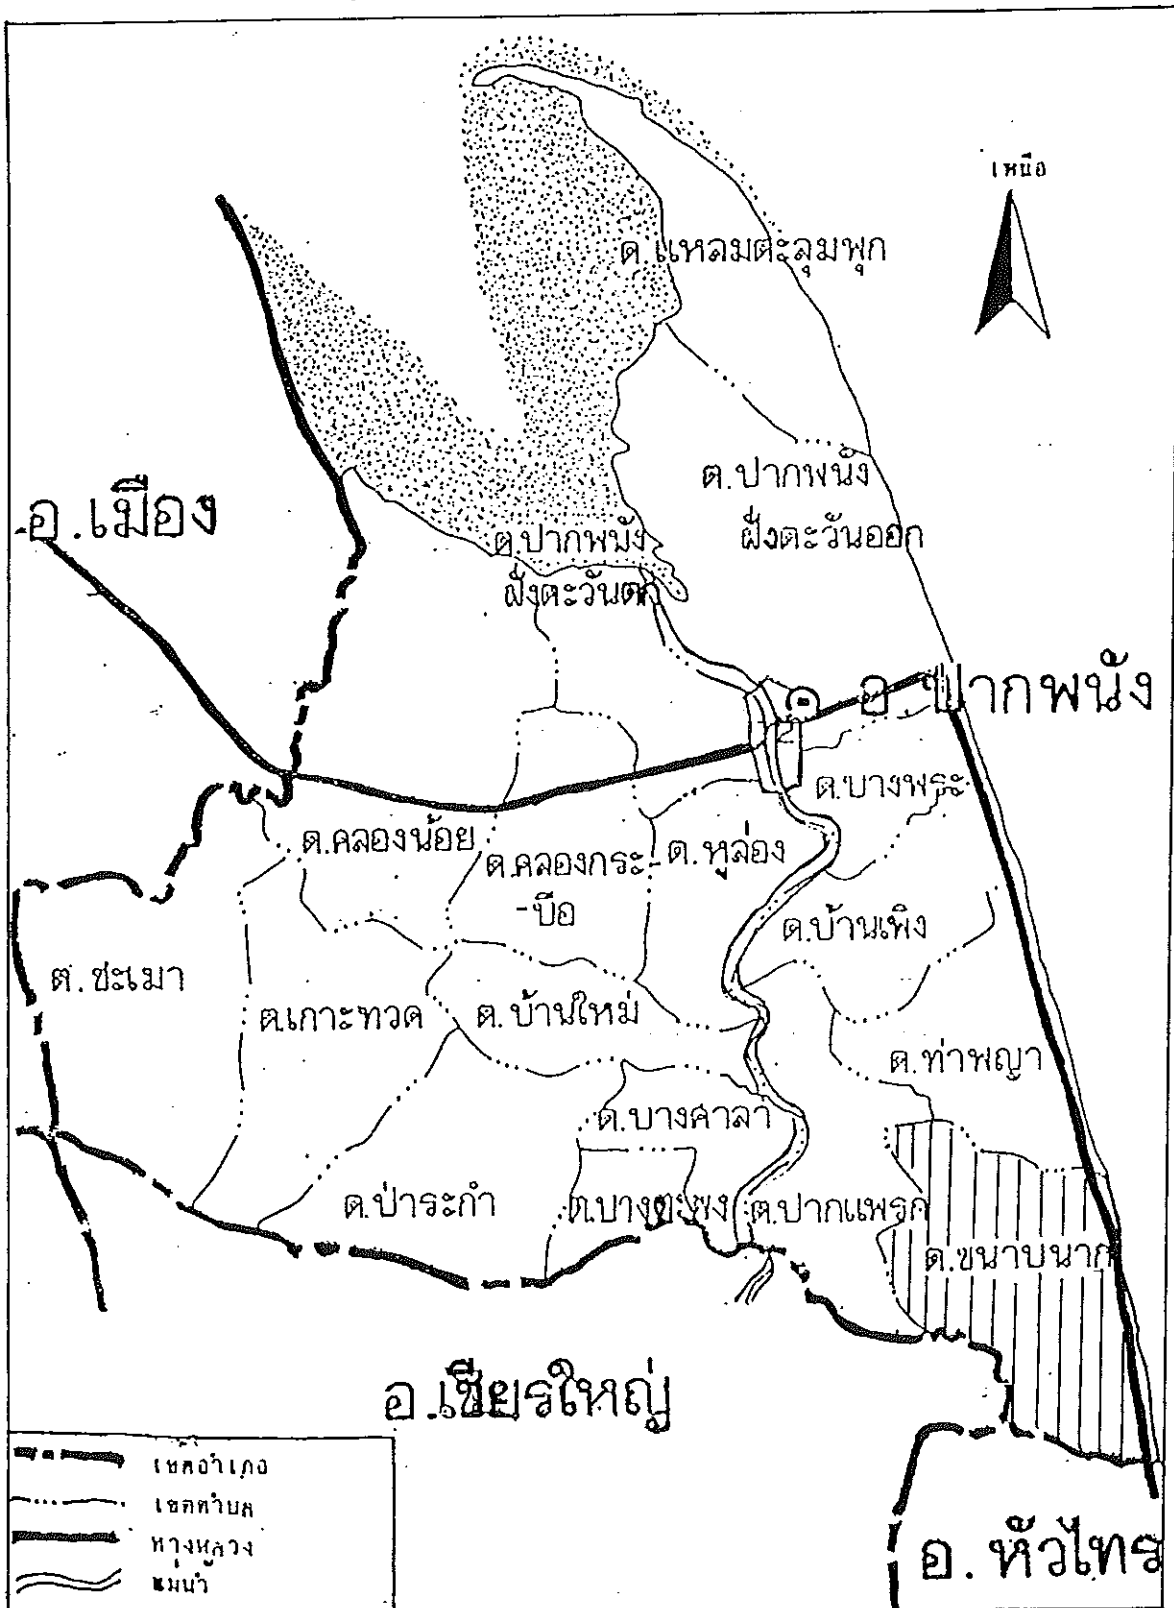 เหนือ
ต.แหลมตะลุมพุก
ต.ปากพนัง
ฝั่งตะวันออก
อ.เมือง
ต.ปากพนัง
ฝั่งตะวันตก
อ.ปากพนัง
ต.บางพระ
ต.คลองน้อย
ต.คลองกระ
-บือ
ต.หูล่อง
ต.บ้านเพิง
ต.ชะเมา
ต.เกาะทวด
ต.บ้านใหม่
ต.ท่าพญา
ต.บางศาลา
ต.ป่าระกำ
ต.บางตะพง
ต.ปากแพรก
ต.ขนาบนาก
อ.เชียรใหญ่
เขตอำเภอ
เขตตำบล
ทางหลวง
แม่น้ำ
อ.หัวไทร